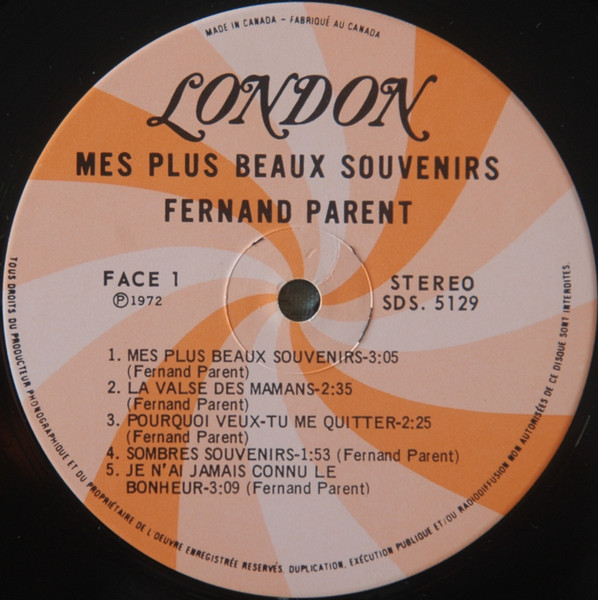 MADE IN CANADA - FABRIQUÉ AU CANADA
LONDON
MES PLUS BEAUX SOUVENIRS
FERNAND PARENT
FACE 1
℗1972
STEREO
SDS. 5129
1. MES PLUS BEAUX SOUVENIRS-3:05
(Fernand Parent)
2. LA VALSE DES MAMANS-2:35
(Fernand Parent)
3. POURQUOI VEUX-TU ME QUITTER-2:25
(Fernand Parent)
4. SOMBRES SOUVENIRS-1:53 (Fernand Parent)
5. JE N'AI JAMAIS CONNU LE
BONHEUR-3:09 (Fernand Parent)
TOUS DROITS DU PRODUCTEUR PHONOGRAPHIQUE ET DU PROPRIÉTAIRE DE L'OEUVRE ENREGISTRÉE RESERVÉS. DUPLICATION, EXÉCUTION PUBLIQUE ET/OU RADIODIFFUSION NON AUTORISÉES DE CE DISQUE SONT INTERDITES.